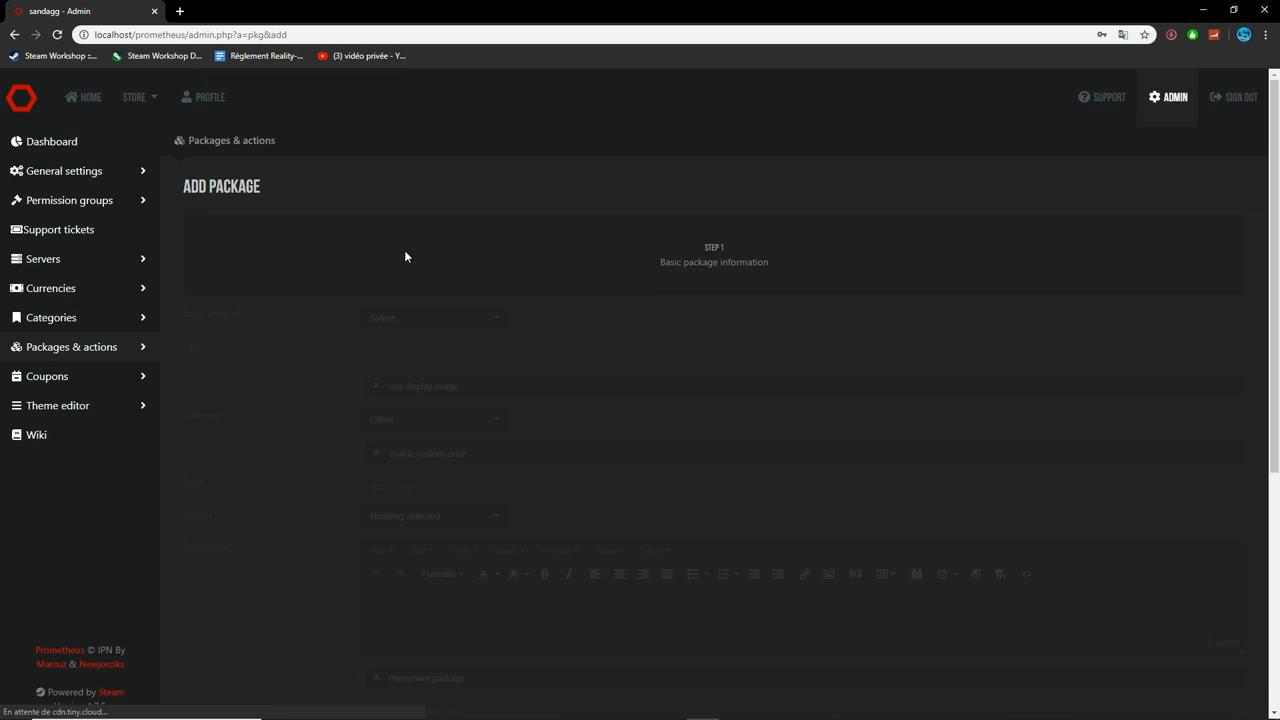 sandagg - Admin
localhost/prometheus/admin.php?a=pkg&add
Steam Workshop ::...
Steam Workshop D...
Règlement Reality-...
(3) vidéo privée - Y...
HOME
STORE
PROFILE
SUPPORT
ADMIN
SIGN OUT
Dashboard
General settings
Permission groups
Support tickets
Servers
Currencies
Categories
Packages & actions
Coupons
Theme editor
Wiki
Packages & actions
ADD PACKAGE
STEP 1
Basic package information
Select:
Use display image
Category
Other
Enable custom price
Nothing selected
Description
File
Edit
View
Insert
Format
Tools
Table
Formats
Permanent package
Prometheus © IPN By
Marcuz & Newjorciks
Powered by Steam
En attente de cdn.tiny.cloud...